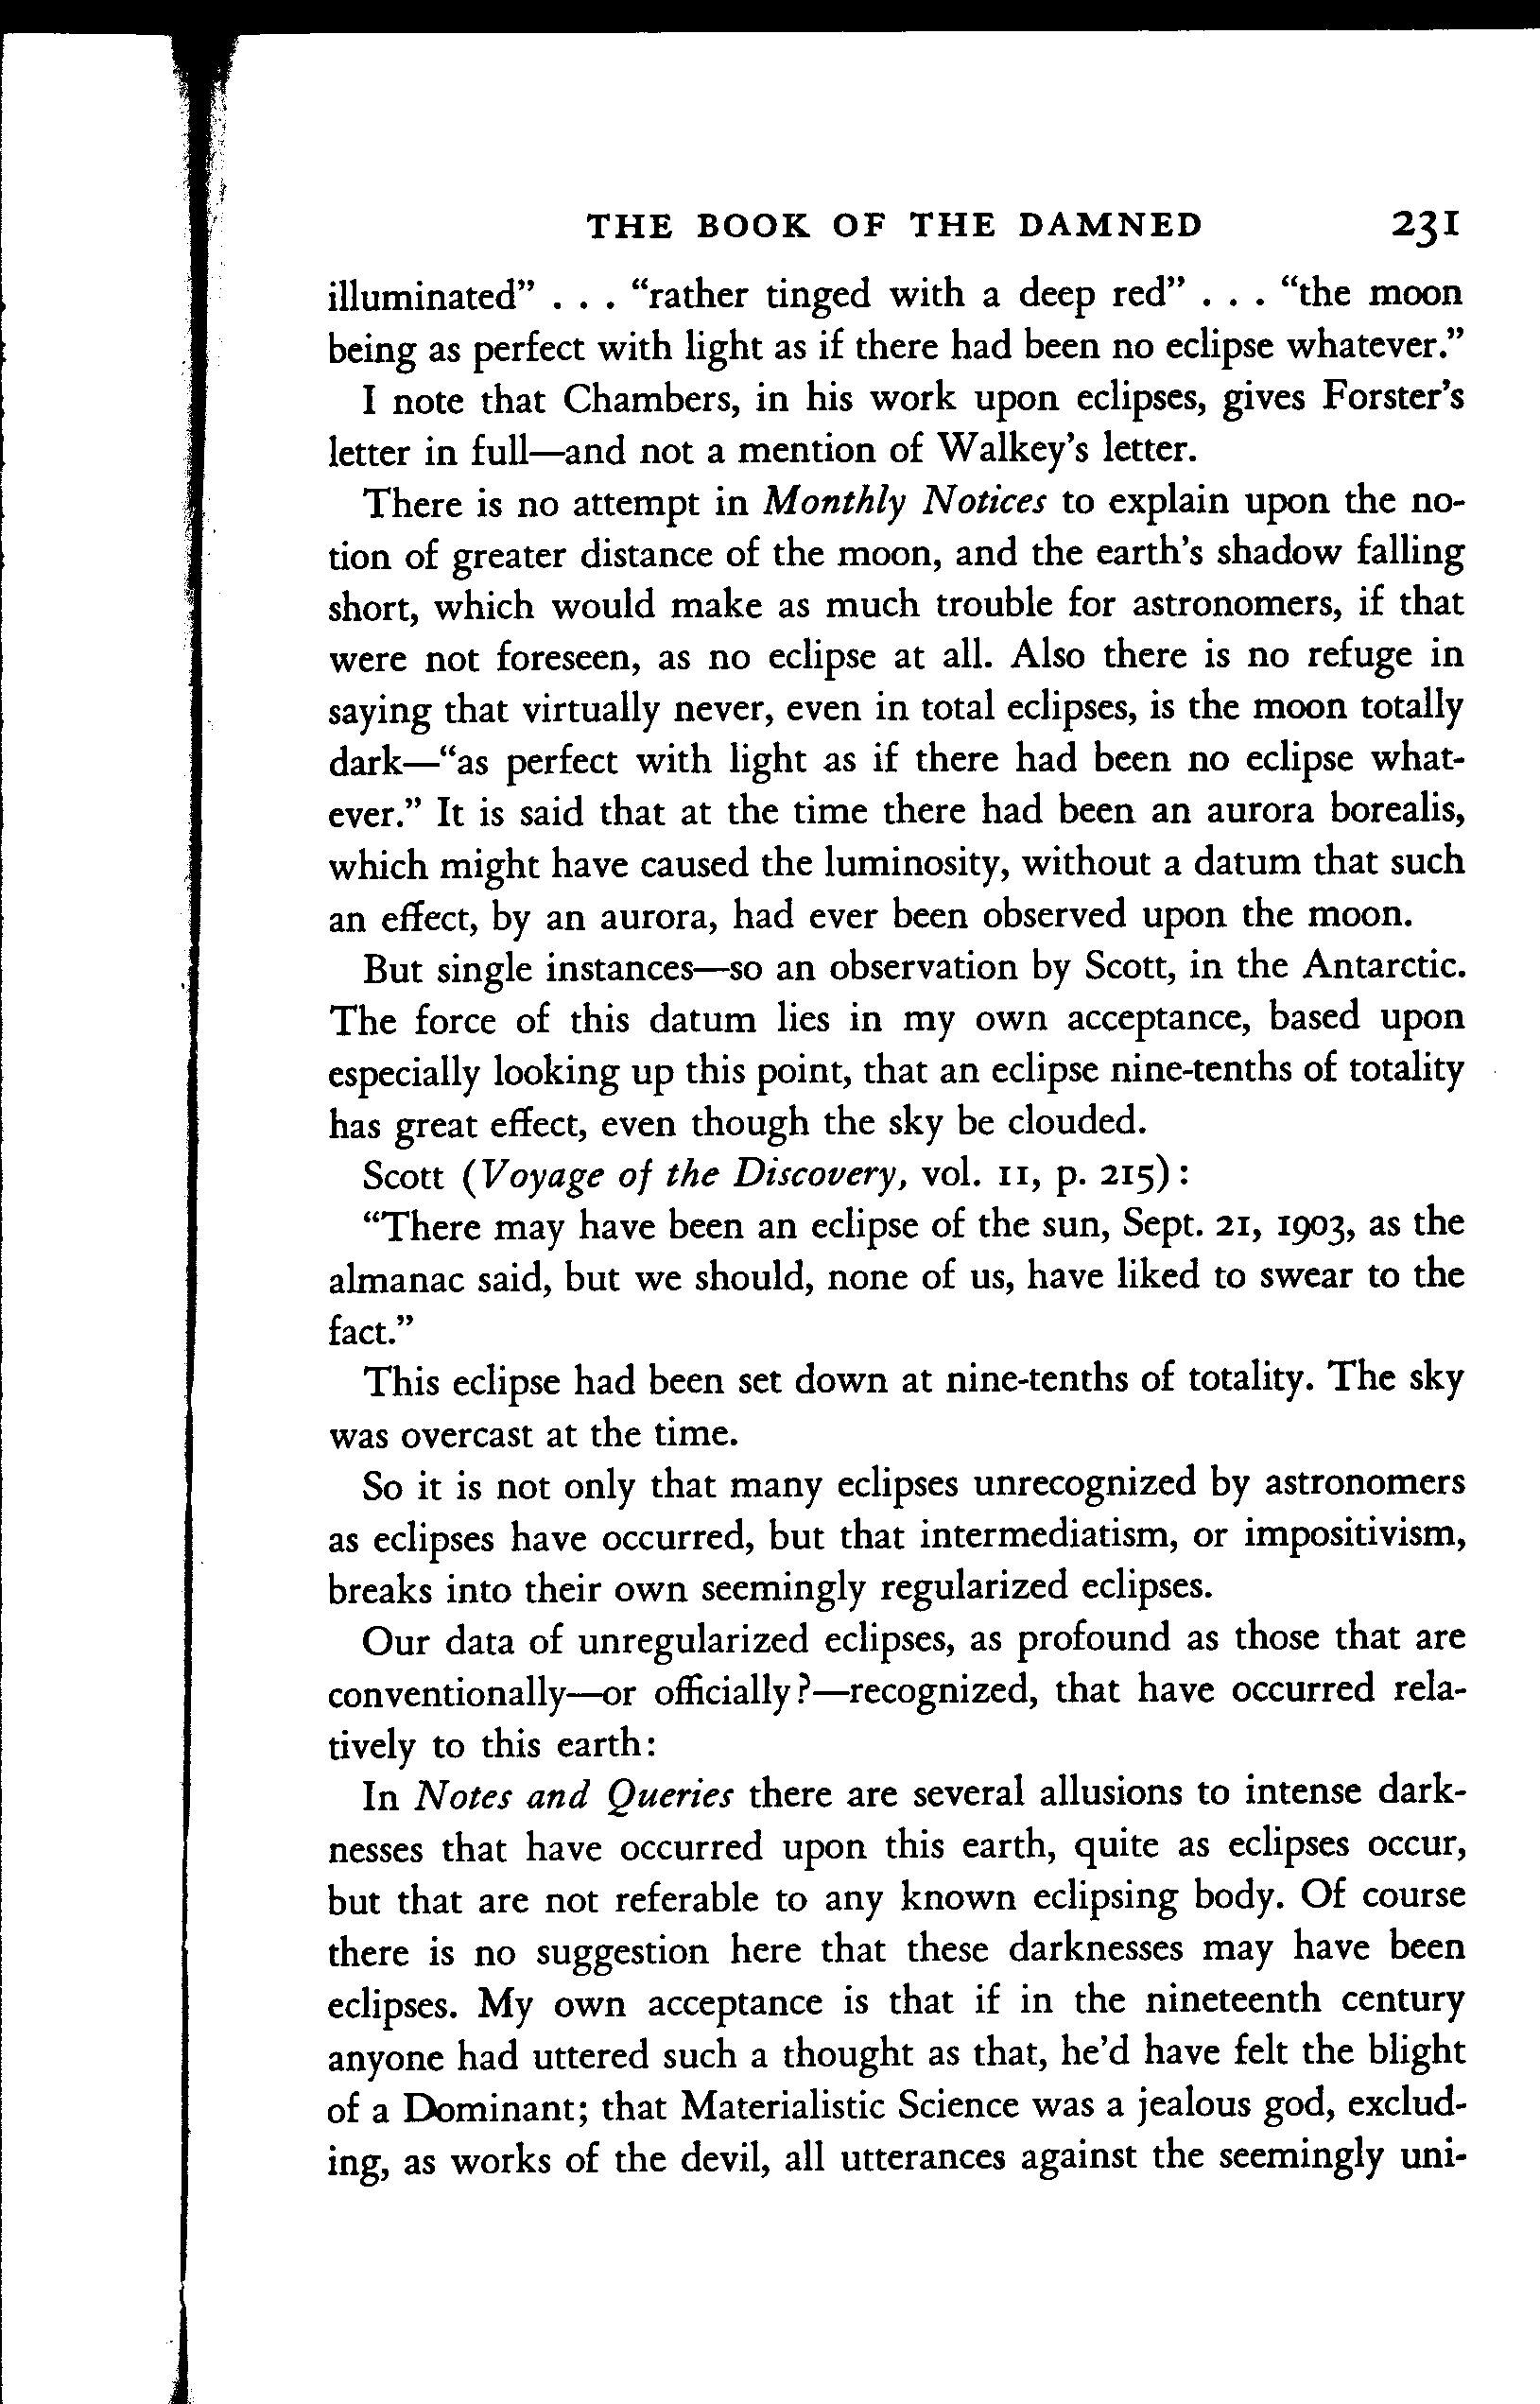 THE BOOK OF THE DAMNED 231
illuminated” . . . “rather tinged with a deep red” . . . “the moon
being as perfect with light as if there had been no eclipse whatever.”
I note that Chambers, in his work upon eclipses, gives Forster’s
letter in full—and not a mention of Walkey’s letter.
There is no attempt in Monthly Notices to explain upon the no-
tion of greater distance of the moon, and the earth’s shadow falling
short, which would make as much trouble for astronomers, if that
were not foreseen, as no eclipse at all. Also there is no refuge in
saying that virtually never, even in total eclipses, is the moon totally
dark—“as perfect with light as if there had been no eclipse what-
ever.” It is said that at the time there had been an aurora borealis,
which might have caused the luminosity, without a datum that such
an effect, by an aurora, had ever been observed upon the moon.
But single instances—so an observation by Scott, in the Antarctic.
The force of this datum lies in my own acceptance, based upon
especially looking up this point, that an eclipse nine-tenths of totality
has great effect, even though the sky be clouded.
Scott (Voyage of the Discovery, vol. 11, p. 215):
“There may have been an eclipse of the sun, Sept. 21, 1903, as the
almanac said, but we should, none of us, have liked to swear to the
fact.”
This eclipse had been set down at nine-tenths of totality. The sky
was overcast at the time.
So it is not only that many eclipses unrecognized by astronomers
as eclipses have occurred, but that intermediatism, or impositivism,
breaks into their own seemingly regularized eclipses.
Our data of unregularized eclipses, as profound as those that are
conventionally—or officially?—recognized, that have occurred rela-
tively to this earth:
In Notes and Queries there are several allusions to intense dark-
nesses that have occurred upon this earth, quite as eclipses occur,
but that are not referable to any known eclipsing body. Of course
there is no suggestion here that these darknesses may have been
eclipses. My own acceptance is that if in the nineteenth century
anyone had uttered such a thought as that, he’d have felt the blight
of a Dominant; that Materialistic Science was a jealous god, exclud-
ing, as works of the devil, all utterances against the seemingly uni-